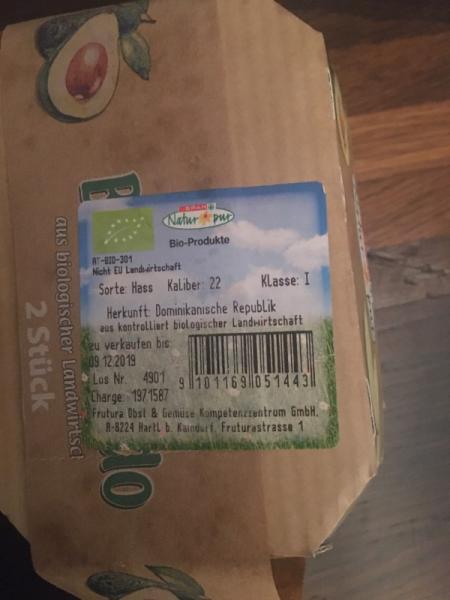 SPAR
Natur pur
Bio-Produkte
AT-BIO-301
Nicht EU Landwirtschaft
Sorte: Hass Kaliber: 22 Klasse: I
Herkunft: Dominikanische Republik
aus kontrolliert biologischer Landwirtschaft
zu verkaufen bis:
09.12.2019
Los Nr. 4901
Charge: 1971587
9 101169 051443
Frutura Obst & Gemüse Kompetenzzentrum GmbH.
A-8224 Hartl b. Kaindorf, Fruturastrasse 1
aus biologischer Landwirtsc
2 Stück